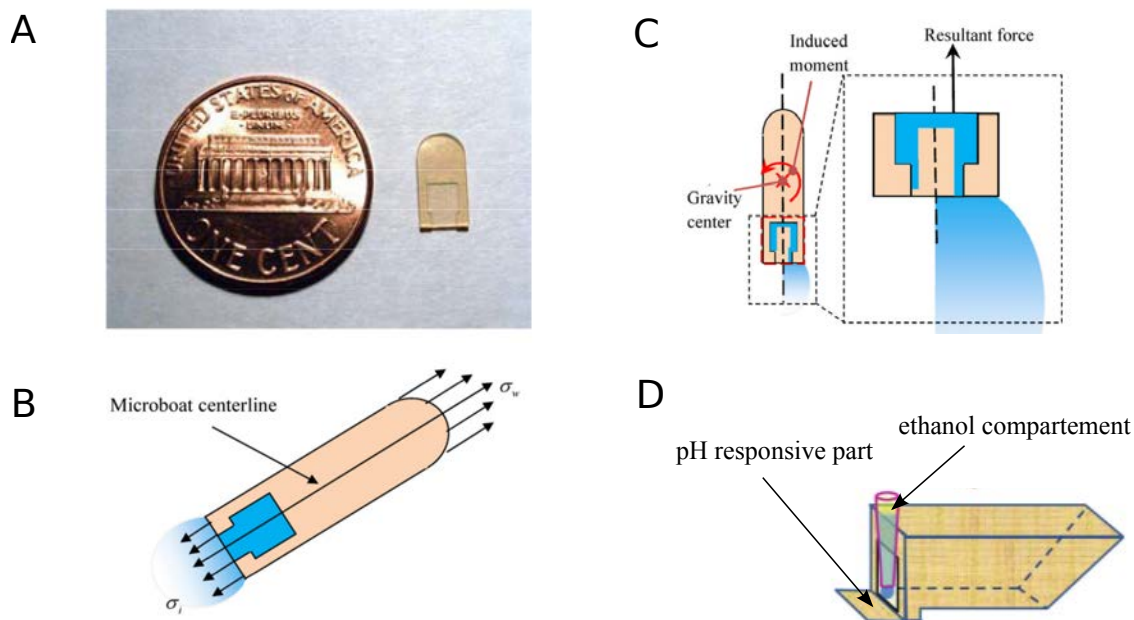 A
UNITED STATES of AMERICA
E·PLURIBUS
·UNUM·
ONE CENT
B
Microboat centerline
σw
σi
C
Resultant force
Induced
moment
Gravity
center
D
ethanol compartement
pH responsive part